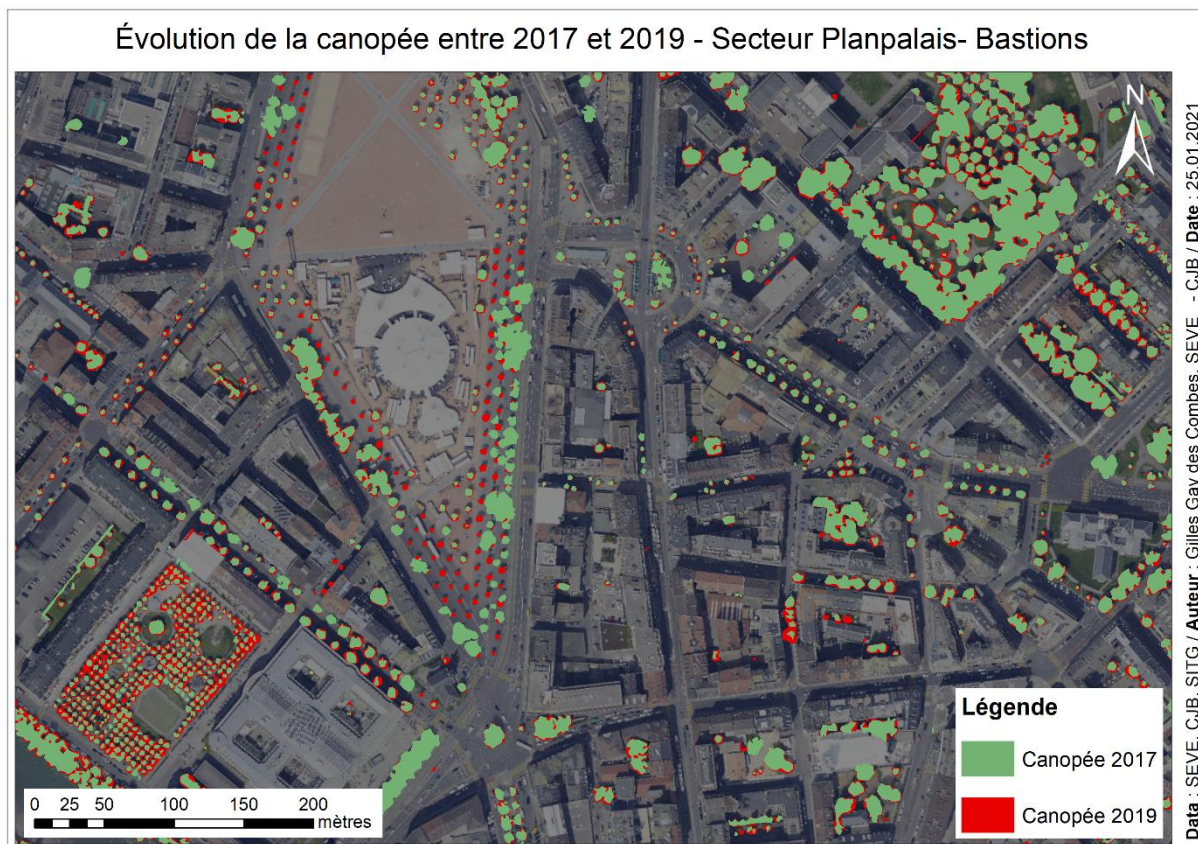 Évolution de la canopée entre 2017 et 2019 - Secteur Planpalais- Bastions
N
Légende
Canopée 2017
Canopée 2019
0 25 50 100 150 200
mètres
Data : SEVE, CJB, SITG / Auteur : Gilles Gay des Combes, SEVE - CJB / Date : 25.01.2021